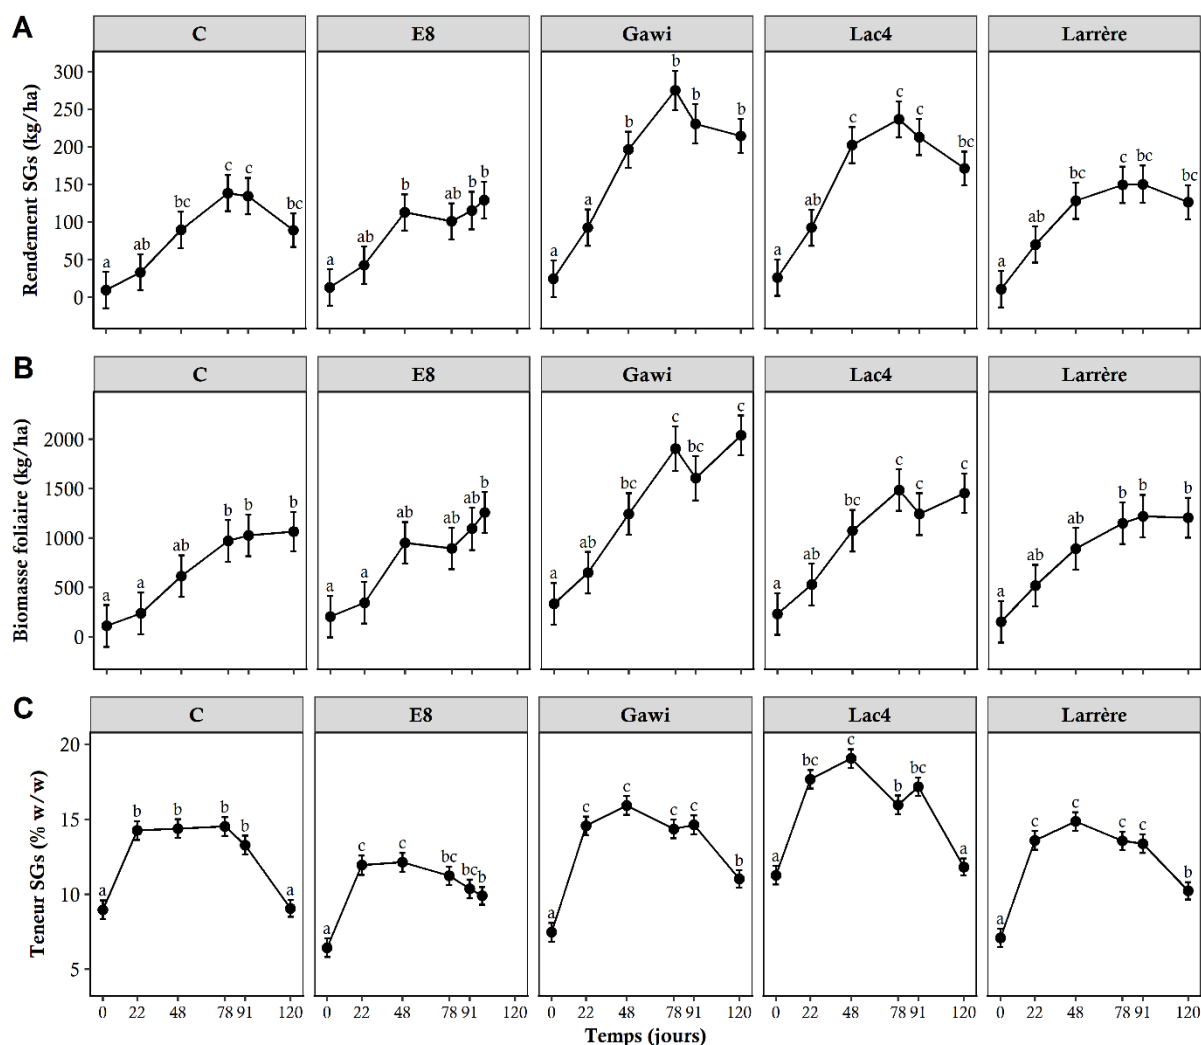 A
C E8 Gawi Lac4 Larrère
Rendement SGs (kg/ha)
300
250
200
150
100
50
0
a ab bc c c bc
a ab b ab b b
a a b b b b
a ab c c c bc
a ab bc c bc bc
B
C E8 Gawi Lac4 Larrère
Biomasse foliaire (kg/ha)
2000
1500
1000
500
0
a a ab b b b
a a ab ab ab b
a ab bc c bc c
a ab bc c c c
a ab ab b b b
C
C E8 Gawi Lac4 Larrère
Teneur SGs (% w/w)
20
15
10
5
a b b b b a
a c c bc bc b
a c c c c b
a bc c b bc a
a c c c c b
0 22 48 78 91 120
0 22 48 78 91 120
0 22 48 78 91 120
0 22 48 78 91 120
0 22 48 78 91 120
Temps (jours)